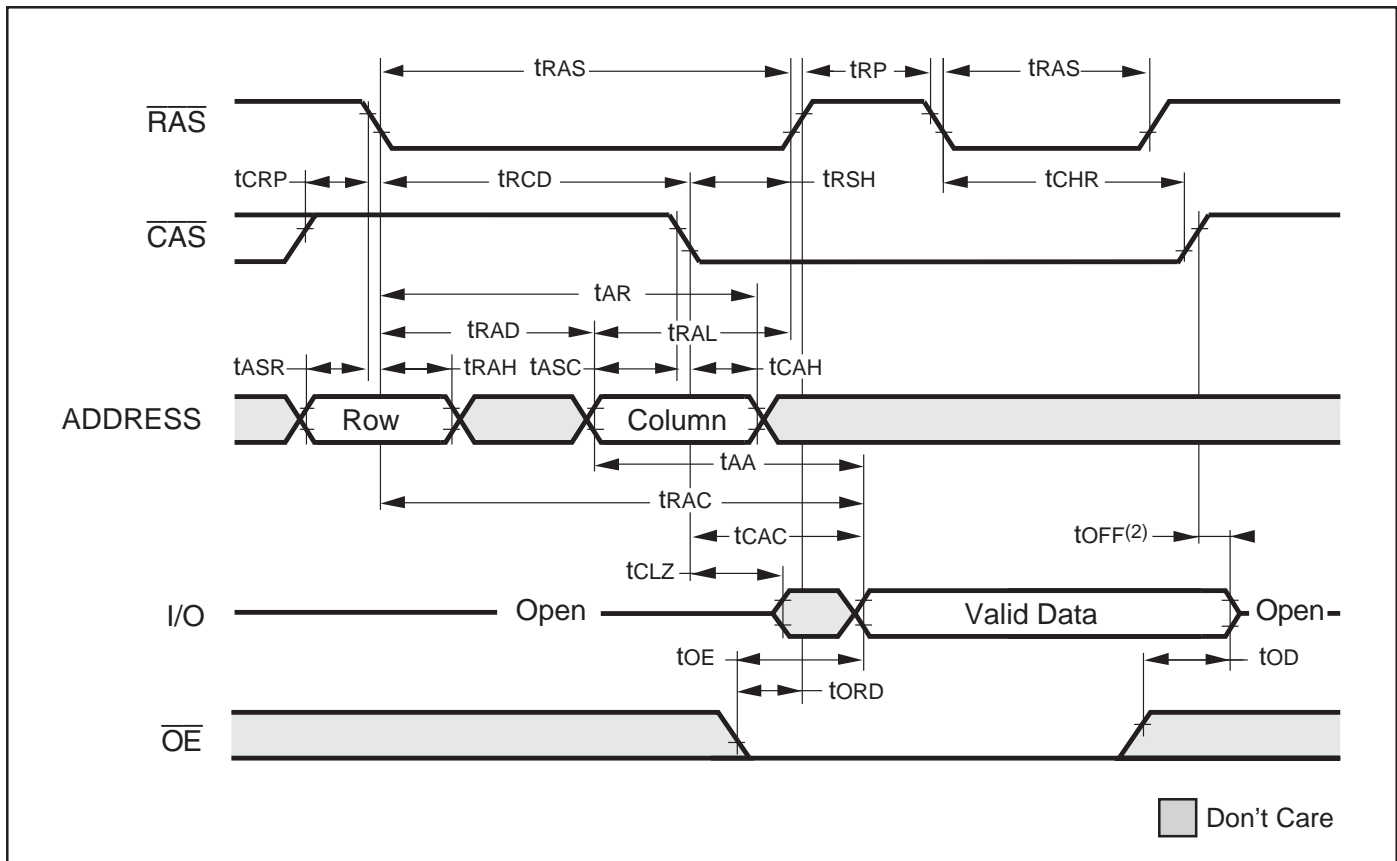 tRAS tRP tRAS
RAS
tCRP tRCD tRSH tCHR
CAS
tAR
tRAD tRAL
tASR tRAH tASC tCAH
ADDRESS Row Column
tAA
tRAC
tCAC tOFF(2)
tCLZ
I/O Open Valid Data Open
tOE tOD
tORD
OE
Don't Care